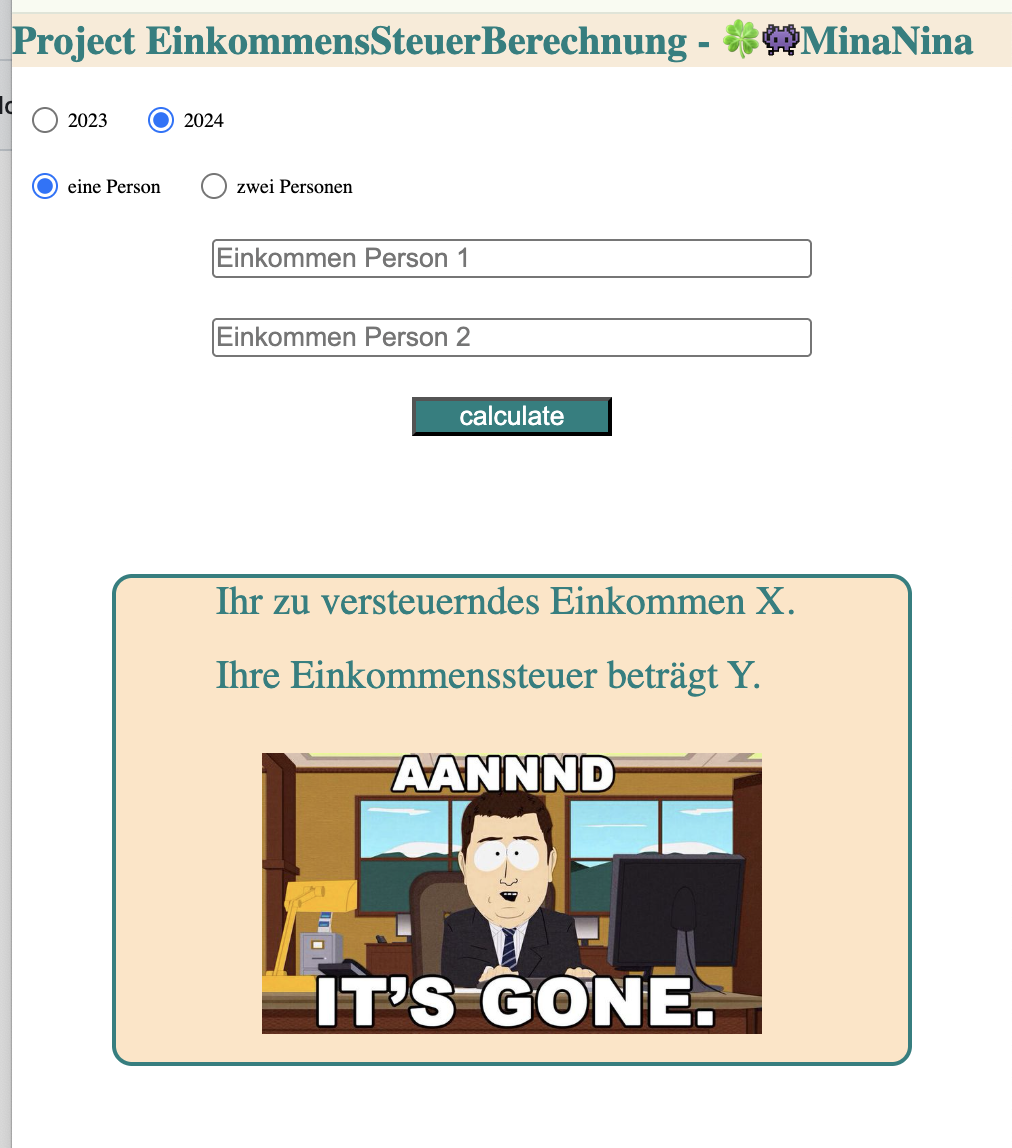 Project EinkommensSteuerBerechnung - 🍀👾MinaNina
2023 2024
eine Person zwei Personen
Einkommen Person 1
Einkommen Person 2
calculate
Ihr zu versteuerndes Einkommen X.
Ihre Einkommenssteuer beträgt Y.
AANNND
IT'S GONE.